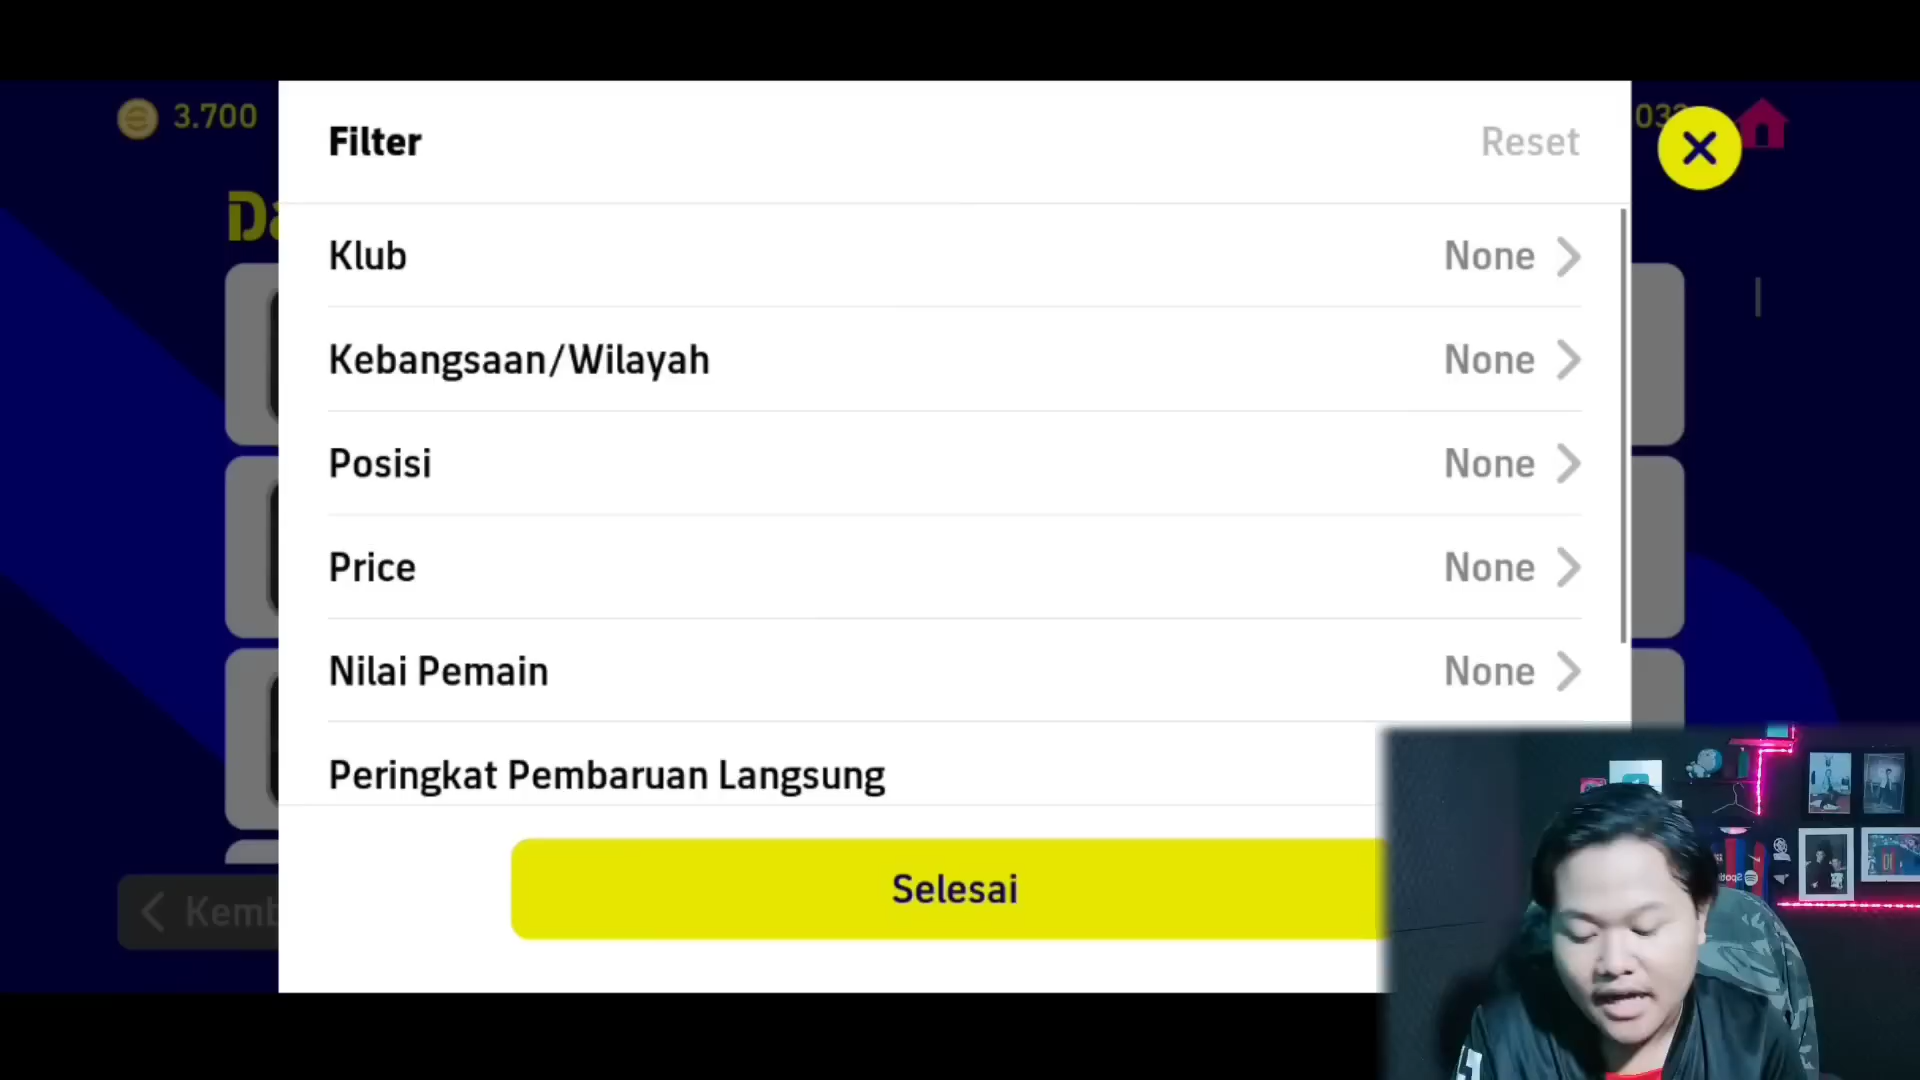 3.700
Filter
Reset
Klub
None
Kebangsaan/Wilayah
None
Posisi
None
Price
None
Nilai Pemain
None
Peringkat Pembaruan Langsung
Selesai